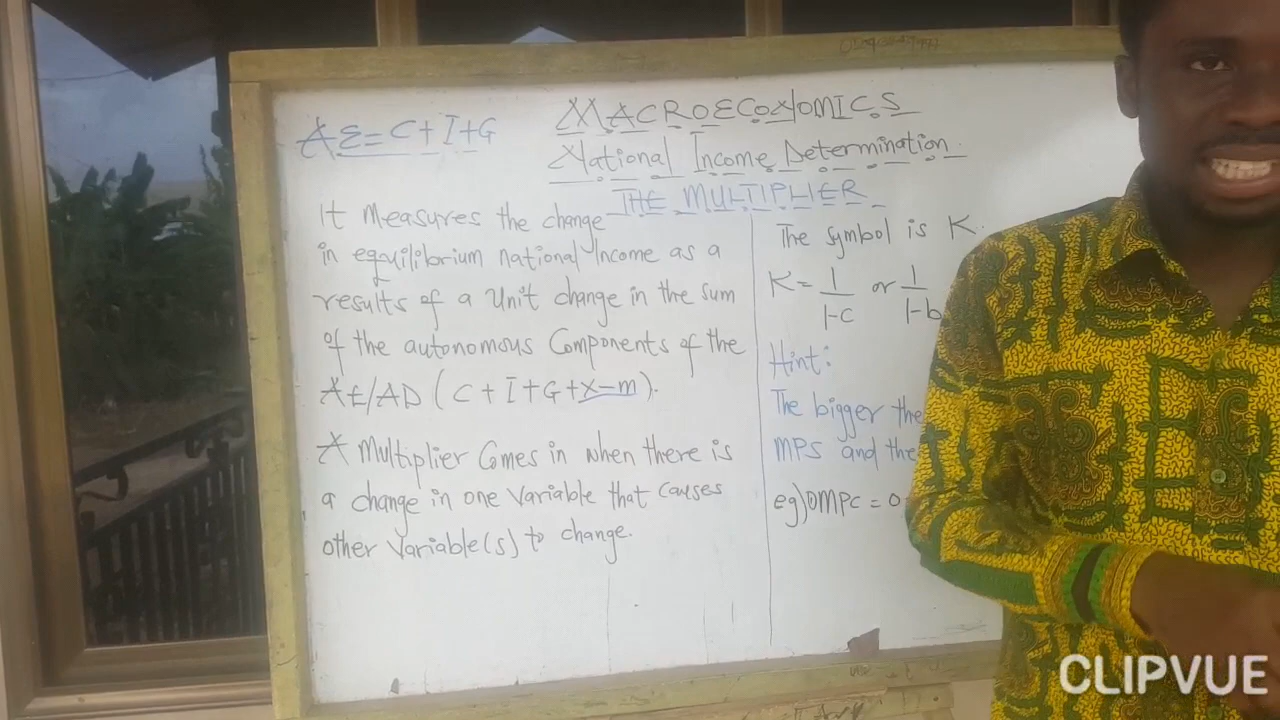 MACROECONOMICS
AE = C + I + G
National Income Determination
THE MULTIPLIER
It Measures the change
in equilibrium national Income as a
results of a Unit change in the sum
of the autonomous Components of the
AE/AD (C + I + G + X - m).
A Multiplier Comes in when there is
a change in one Variable that causes
other Variable(s) to change.
The symbol is K.
K = 1/1-c or 1/1-b
Hint:
The bigger the
MPS and the
eg) MPC = 0
CLIPVUE